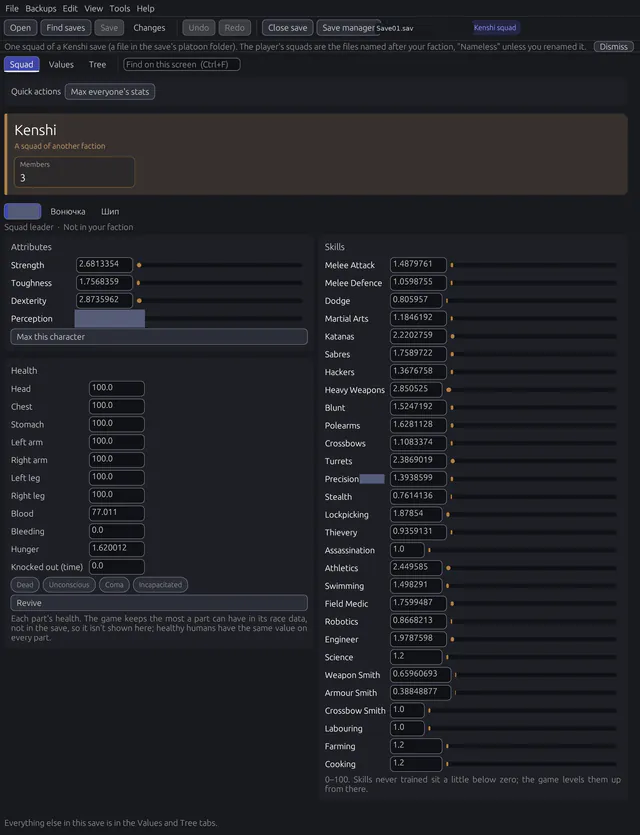 File Backups Edit View Tools Help
Open Find saves Save Changes Undo Redo Close save Save manager Save01.sav Kenshi squad
One squad of a Kenshi save (a file in the save's platoon folder). The player's squads are the files named after your faction, "Nameless" unless you renamed it. Dismiss
Squad Values Tree Find on this screen (Ctrl+F)
Quick actions Max everyone's stats
Kenshi
A squad of another faction
Members
3
Вонючка Шип
Squad leader · Not in your faction
Attributes
Strength 2.6813354
Toughness 1.7568359
Dexterity 2.8735962
Perception
Max this character
Health
Head 100.0
Chest 100.0
Stomach 100.0
Left arm 100.0
Right arm 100.0
Left leg 100.0
Right leg 100.0
Blood 77.011
Bleeding 0.0
Hunger 1.620012
Knocked out (time) 0.0
Dead Unconscious Coma Incapacitated
Revive
Each part's health. The game keeps the most a part can have in its race data,
not in the save, so it isn't shown here; healthy humans have the same value on
every part.
Skills
Melee Attack 1.4879761
Melee Defence 1.0598755
Dodge 0.805957
Martial Arts 1.1846192
Katanas 2.2202759
Sabres 1.7589722
Hackers 1.3676758
Heavy Weapons 2.850525
Blunt 1.5247192
Polearms 1.6281128
Crossbows 1.1083374
Turrets 2.3869019
Precision 1.3938599
Stealth 0.7614136
Lockpicking 1.87854
Thievery 0.9359131
Assassination 1.0
Athletics 2.449585
Swimming 1.498291
Field Medic 1.7599487
Robotics 0.8668213
Engineer 1.9787598
Science 1.2
Weapon Smith 0.65960693
Armour Smith 0.38848877
Crossbow Smith 1.0
Labouring 1.0
Farming 1.2
Cooking 1.2
0–100. Skills never trained sit a little below zero; the game levels them up
from there.
Everything else in this save is in the Values and Tree tabs.